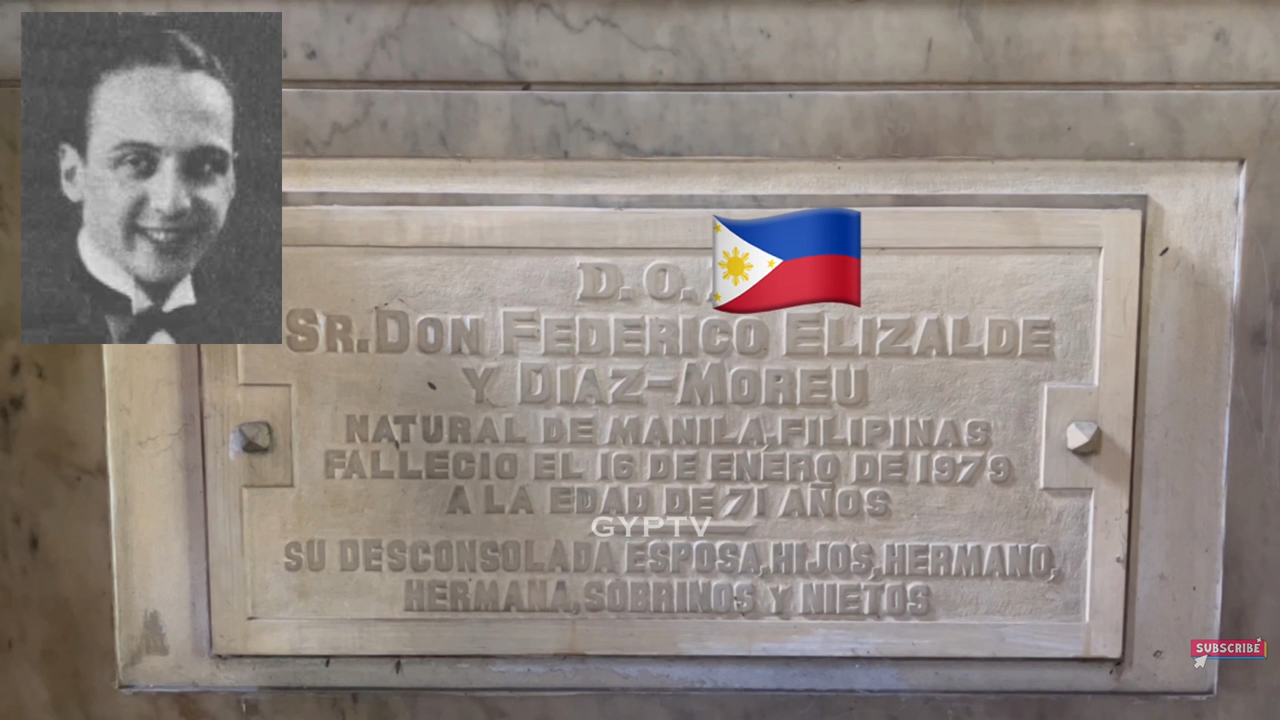 D. O.
SR. DON FEDERICO ELIZALDE
Y DIAZ-MOREU
NATURAL DE MANILA, FILIPINAS
FALLECIO EL 16 DE ENERO DE 1979
A LA EDAD DE 71 AÑOS
GYPTV
SU DESCONSOLADA ESPOSA, HIJOS, HERMANO,
HERMANA, SOBRINOS Y NIETOS
SUBSCRIBE